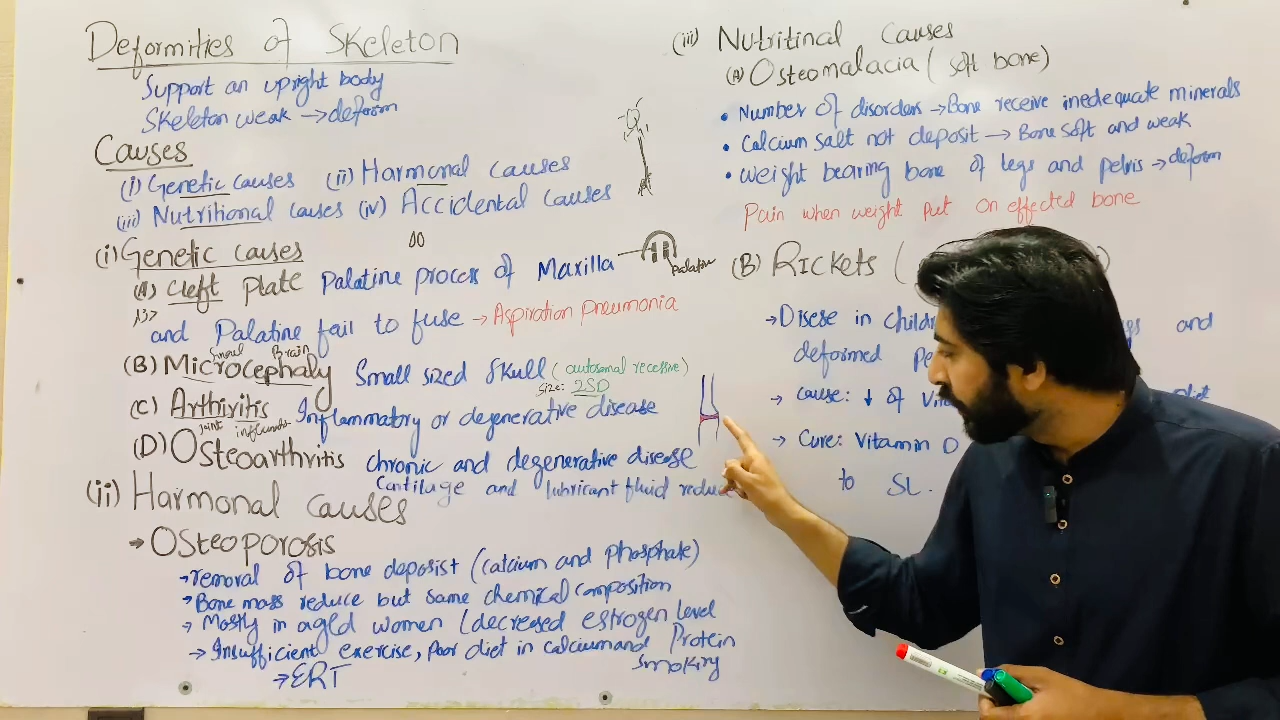 Deformities of Skeleton
Support an upright body
Skeleton weak → deform
Causes
(i) Genetic causes (ii) Harmonal causes
(iii) Nutritional causes (iv) Accidental causes
(i) Genetic causes
(A) Cleft Plate Palatine process of Maxilla
Palatine
and Palatine fail to fuse → Aspiration pneumonia
Small Brain
(B) Microcephaly Small sized Skull (autosomal recessive)
Size: 2SD
(C) Arthiritis Inflammatory or degenerative disease
Joint
(D) Osteoarthritis chronic and degenerative disease
Cartilage and lubricant fluid
(ii) Harmonal causes
→ Osteoporosis
→ removal of bone deposist (calcium and phosphate)
→ Bone mass reduce but same chemical composition
→ Mostly in aged women (decreased estrogen level
→ Insufficient exercise, Poor diet in calcium and Protein
Smoking
→ ERT
(iii) Nutritinal Causes
(A) Osteomalacia (soft bone)
• Number of disorders → Bone receive inedequate minerals
• Calcium salt not deposit → Bone soft and weak
• Weight bearing bone of legs and pelvis → deform
Pain when weight put on effected bone
(B) Rickets (
→ Disese in and
deformed
→ Cause: ↓ of diet
→ Cure: Vitamin D
to SL.